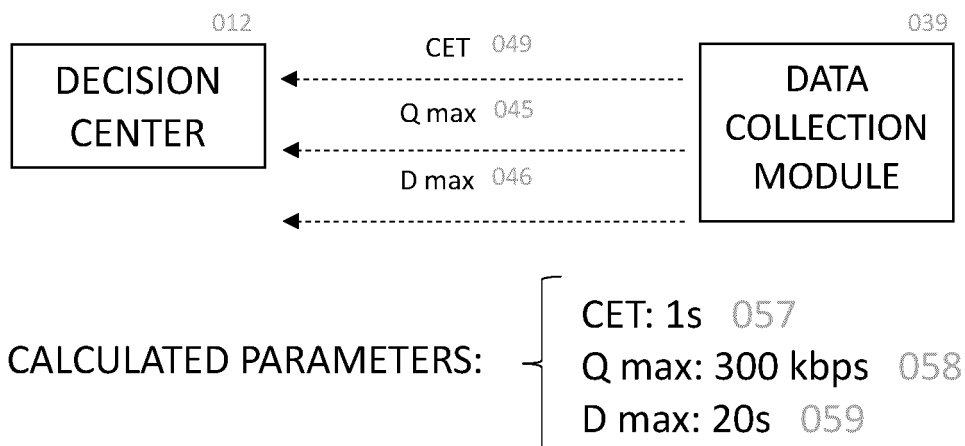 012
039
DECISION
CENTER
CET 049
Q max 045
D max 046
DATA
COLLECTION
MODULE
CALCULATED PARAMETERS:
CET: 1s 057
Q max: 300 kbps 058
D max: 20s 059